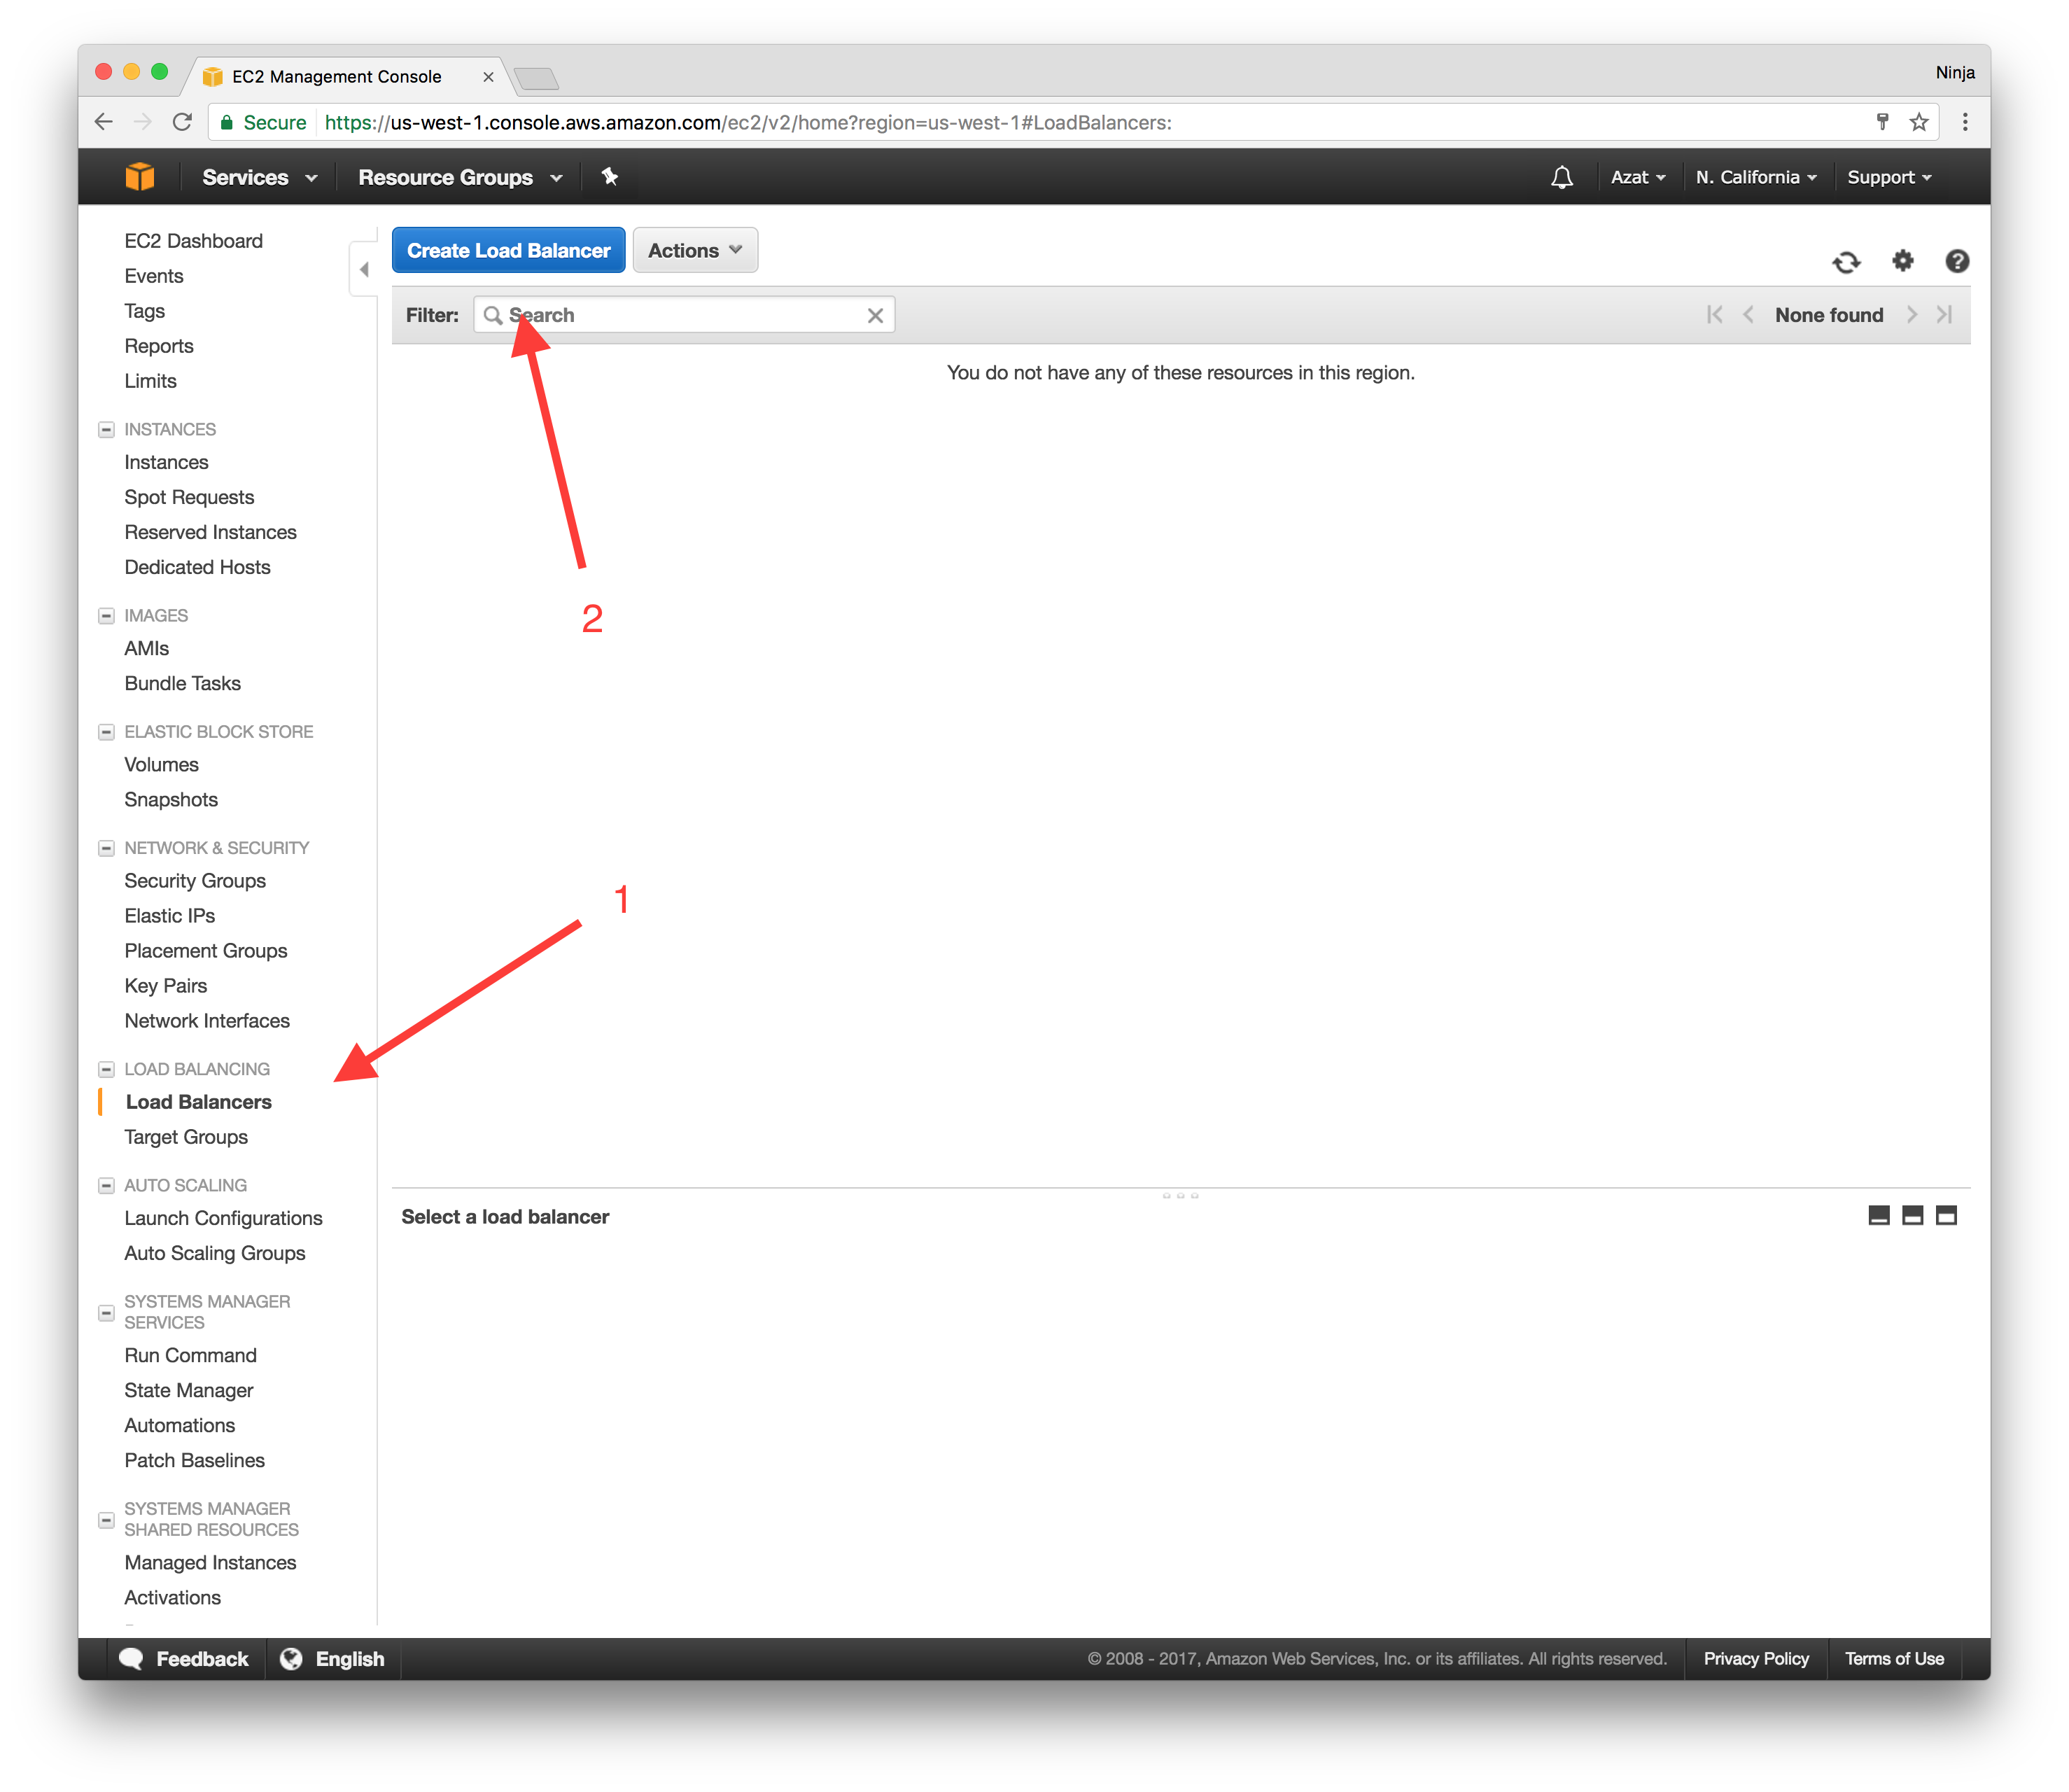 EC2 Management Console
Ninja
Secure https://us-west-1.console.aws.amazon.com/ec2/v2/home?region=us-west-1#LoadBalancers:
Services Resource Groups Azat N. California Support
EC2 Dashboard
Events
Tags
Reports
Limits
INSTANCES
Instances
Spot Requests
Reserved Instances
Dedicated Hosts
IMAGES
AMIs
Bundle Tasks
ELASTIC BLOCK STORE
Volumes
Snapshots
NETWORK & SECURITY
Security Groups
Elastic IPs
Placement Groups
Key Pairs
Network Interfaces
LOAD BALANCING
Load Balancers
Target Groups
AUTO SCALING
Launch Configurations
Auto Scaling Groups
SYSTEMS MANAGER
SERVICES
Run Command
State Manager
Automations
Patch Baselines
SYSTEMS MANAGER
SHARED RESOURCES
Managed Instances
Activations
Create Load Balancer Actions
Filter: Search None found
You do not have any of these resources in this region.
2
1
Select a load balancer
Feedback English © 2008 - 2017, Amazon Web Services, Inc. or its affiliates. All rights reserved. Privacy Policy Terms of Use